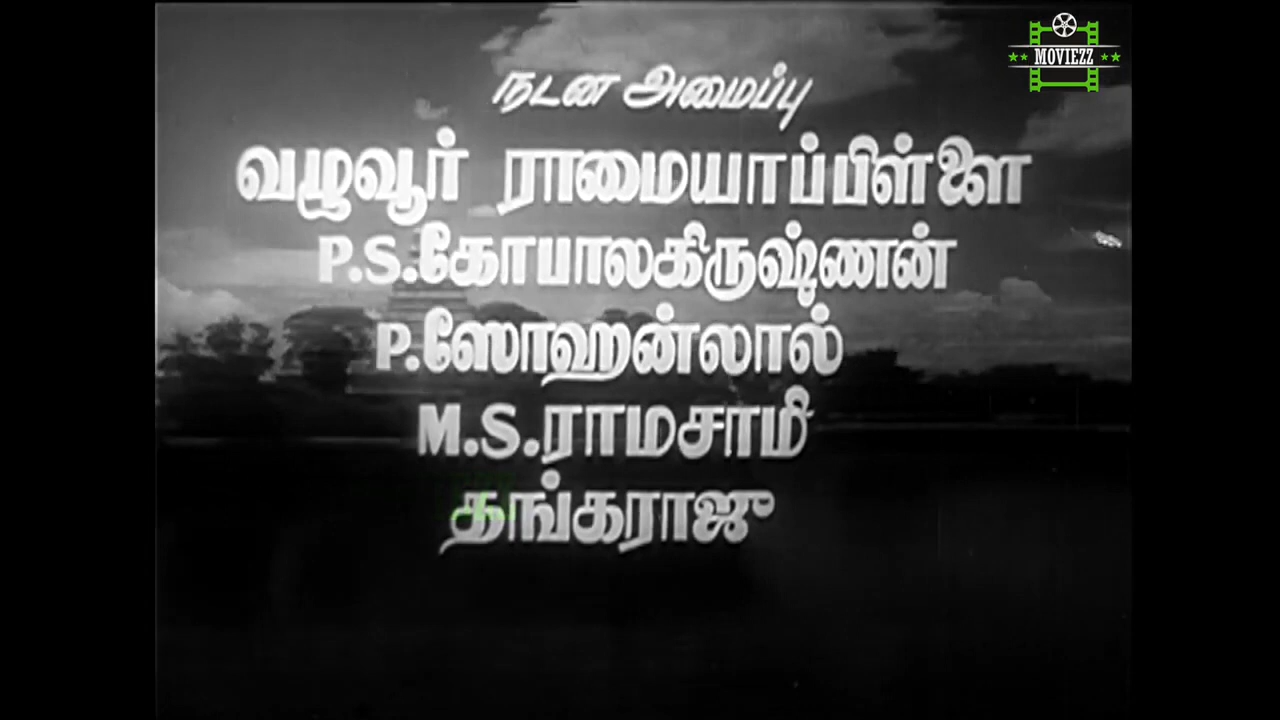 MOVIEZZ
நடன அமைப்பு
வழுவூர் ராமையாப்பிள்ளை
P.S.கோபாலகிருஷ்ணன்
P.ஸோஹன்லால்
M.S.ராமசாமி
தங்கராஜு